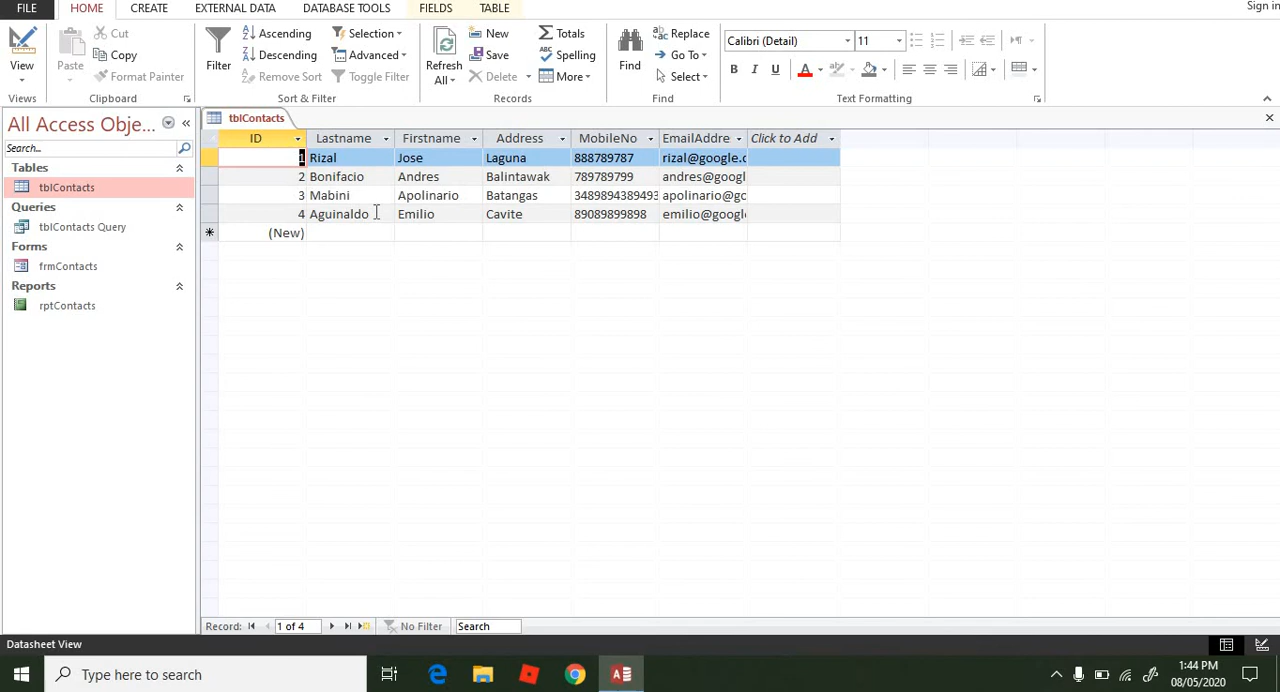 FILE HOME CREATE EXTERNAL DATA DATABASE TOOLS FIELDS TABLE Sign in
View
Views
Paste
Cut
Copy
Format Painter
Clipboard
Filter
Ascending
Descending
Remove Sort
Selection
Advanced
Toggle Filter
Sort & Filter
Refresh
All
New
Save
Delete
Totals
Spelling
More
Records
Find
Replace
Go To
Select
Find
Calibri (Detail) 11
B I U A
Text Formatting
All Access Obje...
Search...
Tables
tblContacts
Queries
tblContacts Query
Forms
frmContacts
Reports
rptContacts
tblContacts
ID Lastname Firstname Address MobileNo EmailAddre Click to Add
1 Rizal Jose Laguna 888789787 rizal@google.c
2 Bonifacio Andres Balintawak 789789799 andres@googl
3 Mabini Apolinario Batangas 3489894389493 apolinario@go
4 Aguinaldo Emilio Cavite 89089899898 emilio@google
(New)
Record: 1 of 4 No Filter Search
Datasheet View
Type here to search
1:44 PM
08/05/2020